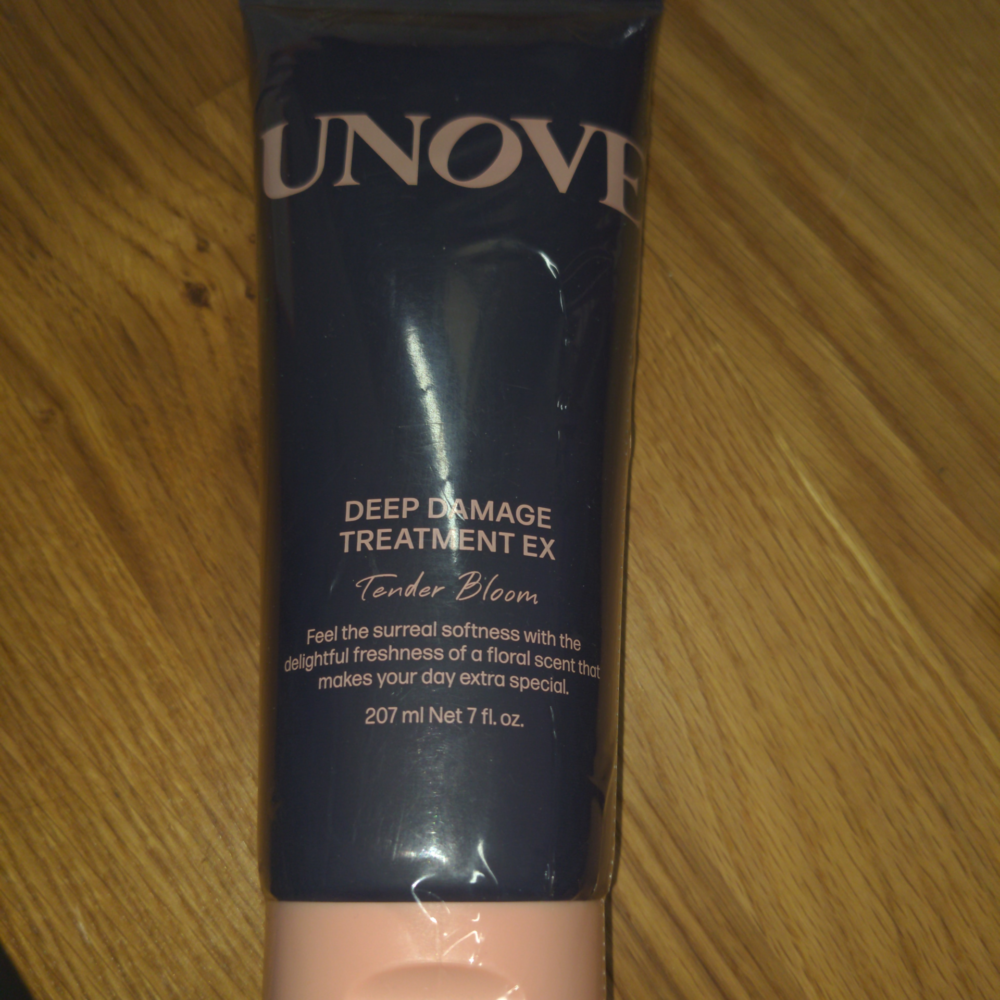 UNOVE
DEEP DAMAGE
TREATMENT EX
Tender Bloom
Feel the surreal softness with the
delightful freshness of a floral scent that
makes your day extra special.
207 ml Net 7 fl. oz.